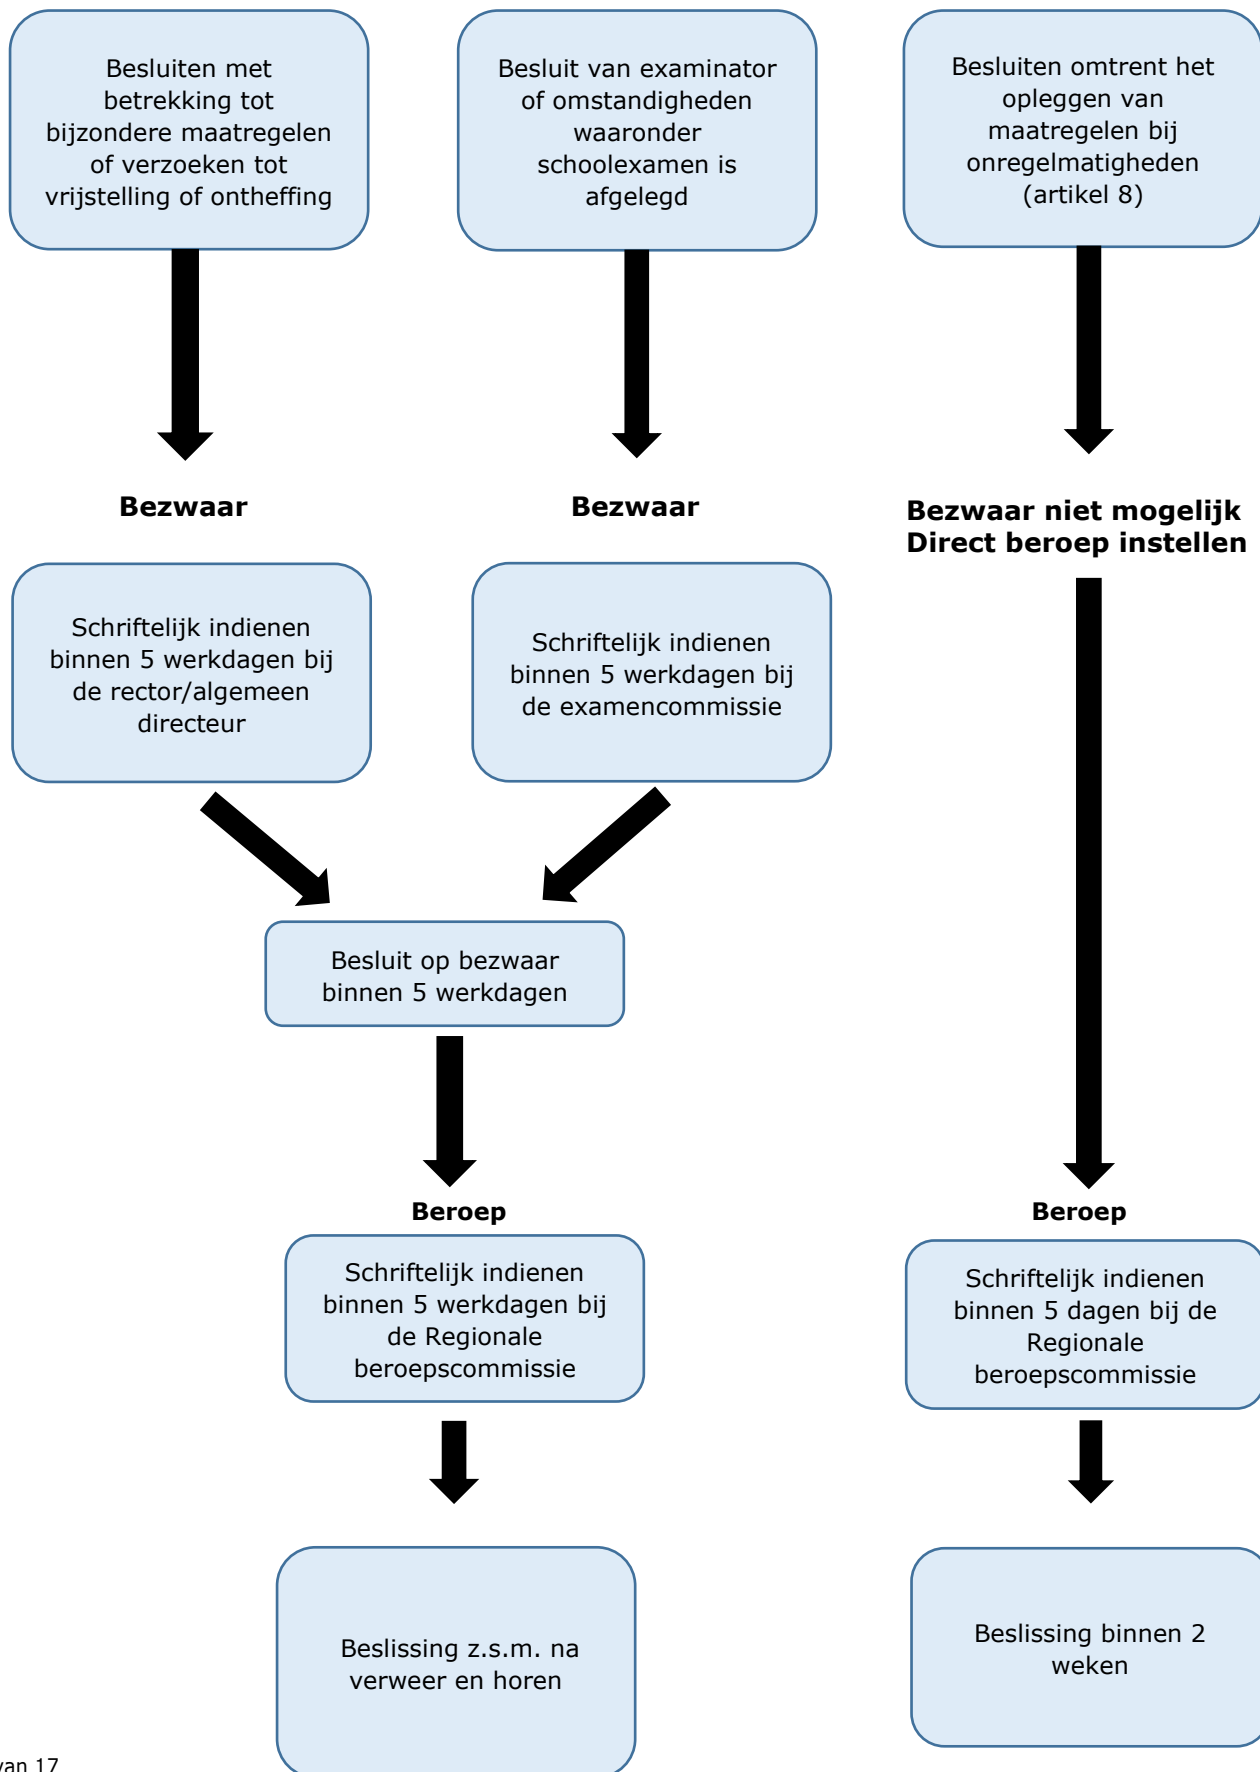 Besluiten met
betrekking tot
bijzondere maatregelen
of verzoeken tot
vrijstelling of ontheffing
Besluit van examinator
of omstandigheden
waaronder
schoolexamen is
afgelegd
Besluiten omtrent het
opleggen van
maatregelen bij
onregelmatigheden
(artikel 8)
Bezwaar
Bezwaar
Bezwaar niet mogelijk
Direct beroep instellen
Schriftelijk indienen
binnen 5 werkdagen bij
de rector/algemeen
directeur
Schriftelijk indienen
binnen 5 werkdagen bij
de examencommissie
Besluit op bezwaar
binnen 5 werkdagen
Beroep
Beroep
Schriftelijk indienen
binnen 5 werkdagen bij
de Regionale
beroepscommissie
Schriftelijk indienen
binnen 5 dagen bij de
Regionale
beroepscommissie
Beslissing z.s.m. na
verweer en horen
Beslissing binnen 2
weken
van 17